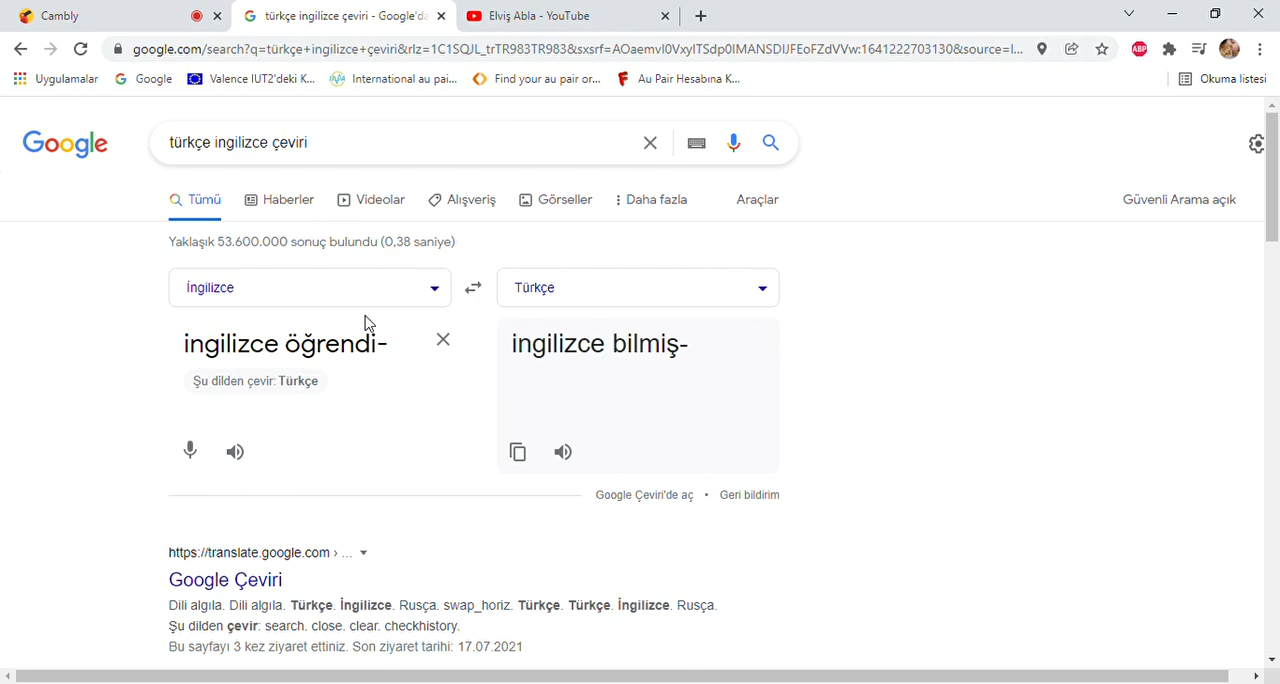 Cambly
türkçe ingilizce çeviri - Google'da
Elviş Abla - YouTube
google.com/search?q=türkçe+ingilizce+çeviri&rlz=1C1SQJL_trTR983TR983&sxsrf=AOaemvI0VxyITSdp0IMANSDIJFEoFZdVVw:1641222703130&source=l...
ABP
Uygulamalar
Google
Valence IUT2'deki K...
International au pai...
Find your au pair or...
Au Pair Hesabına K...
Okuma listesi
Google
türkçe ingilizce çeviri
Tümü
Haberler
Videolar
Alışveriş
Görseller
Daha fazla
Araçlar
Güvenli Arama açık
Yaklaşık 53.600.000 sonuç bulundu (0,38 saniye)
İngilizce
Türkçe
ingilizce öğrendi-
ingilizce bilmiş-
Şu dilden çevir: Türkçe
Google Çeviri'de aç • Geri bildirim
https://translate.google.com › ...
Google Çeviri
Dili algıla. Dili algıla. Türkçe. İngilizce. Rusça. swap_horiz. Türkçe. Türkçe. İngilizce. Rusça.
Şu dilden çevir: search. close. clear. checkhistory.
Bu sayfayı 3 kez ziyaret ettiniz. Son ziyaret tarihi: 17.07.2021